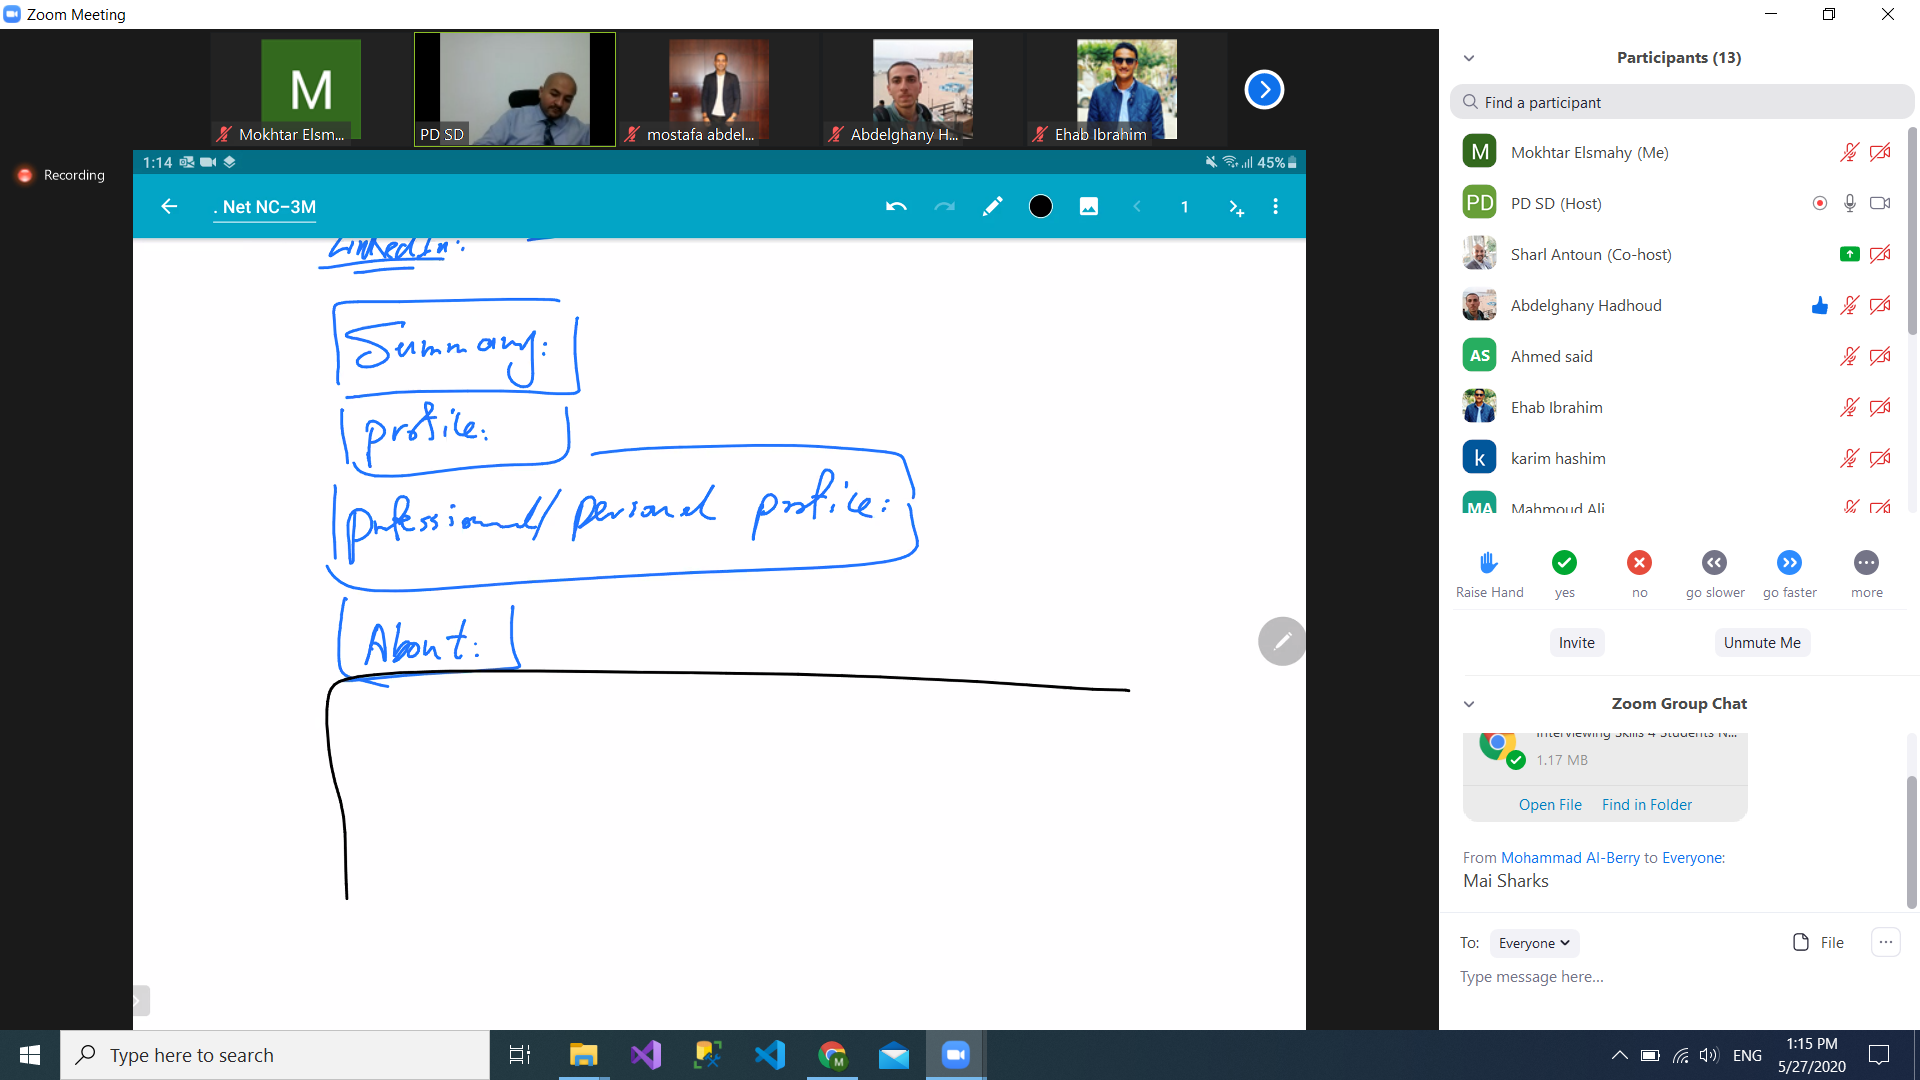 Zoom Meeting
M
Mokhtar Elsm...
PD SD
mostafa abdel...
Abdelghany H...
Ehab Ibrahim
Recording
1:14
45%
. Net NC-3M
1
LinkedIn:
Summary:
profile:
professional/personal profile:
About:
Participants (13)
Find a participant
M Mokhtar Elsmahy (Me)
PD PD SD (Host)
Sharl Antoun (Co-host)
Abdelghany Hadhoud
AS Ahmed said
Ehab Ibrahim
k karim hashim
MA Mahmoud Ali
Raise Hand yes no go slower go faster more
Invite Unmute Me
Zoom Group Chat
Interviewing Skills 4 Students N...
1.17 MB
Open File Find in Folder
From Mohammad Al-Berry to Everyone:
Mai Sharks
To: Everyone File
Type message here...
Type here to search
M
ENG
1:15 PM
5/27/2020